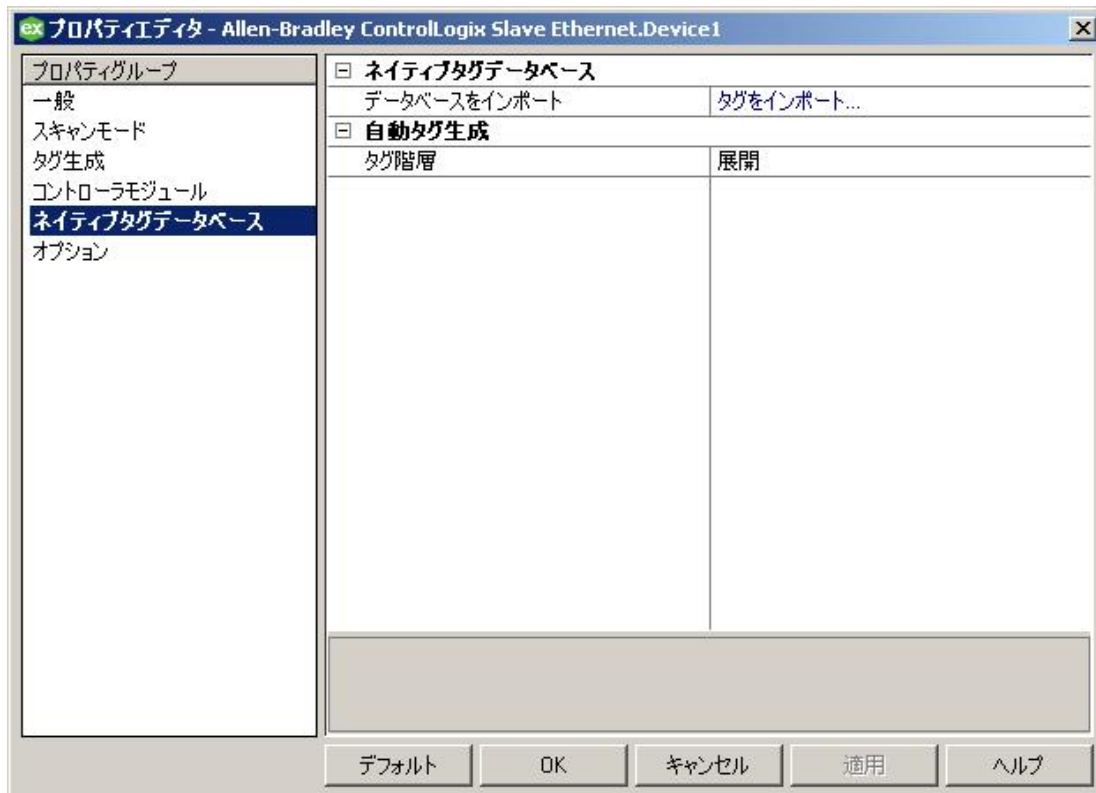 ex プロパティエディタ - Allen-Bradley ControlLogix Slave Ethernet.Device1
プロパティグループ
一般
スキャンモード
タグ生成
コントローラモジュール
ネイティブタグデータベース
オプション
ネイティブタグデータベース
データベースをインポート タグをインポート...
自動タグ生成
タグ階層 展開
デフォルト OK キャンセル 適用 ヘルプ